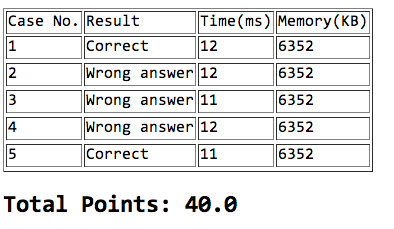 Case No. Result Time(ms) Memory(KB)
1 Correct 12 6352
2 Wrong answer 12 6352
3 Wrong answer 11 6352
4 Wrong answer 12 6352
5 Correct 11 6352
Total Points: 40.0